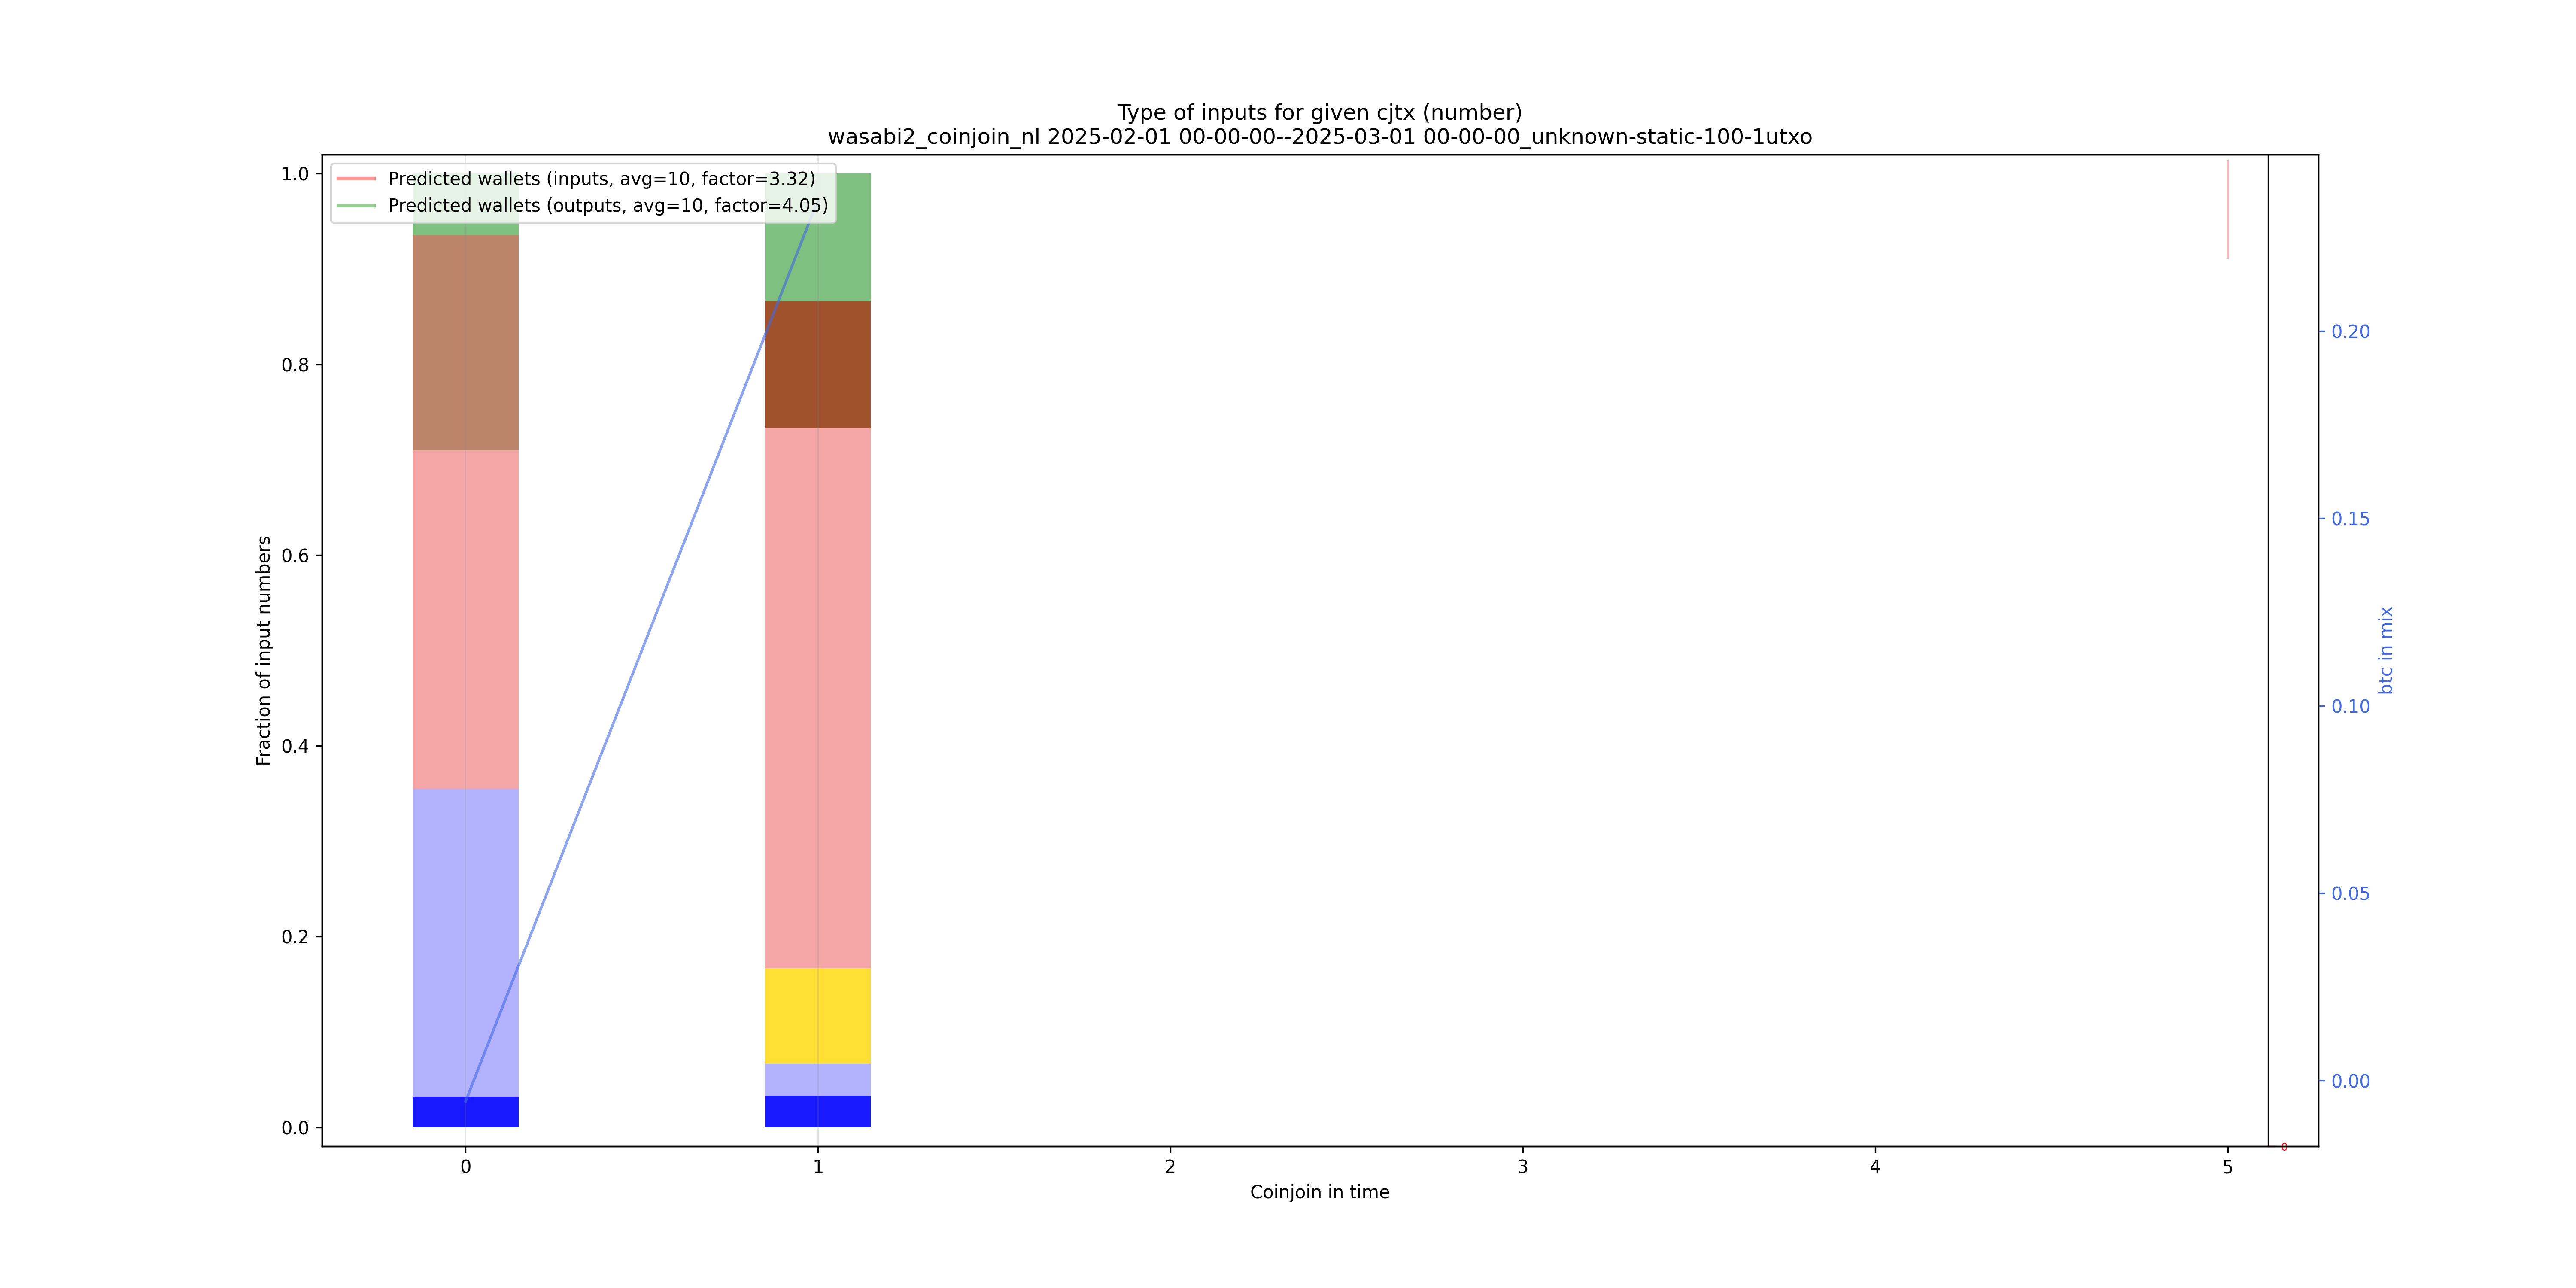 Type of inputs for given cjtx (number)
wasabi2_coinjoin_nl 2025-02-01 00-00-00--2025-03-01 00-00-00_unknown-static-100-1utxo
Predicted wallets (inputs, avg=10, factor=3.32)
Predicted wallets (outputs, avg=10, factor=4.05)
Fraction of input numbers
1.0
0.8
0.6
0.4
0.2
0.0
0 1 2 3 4 5
Coinjoin in time
0.20
0.15
0.10
0.05
0.00
btc in mix
0